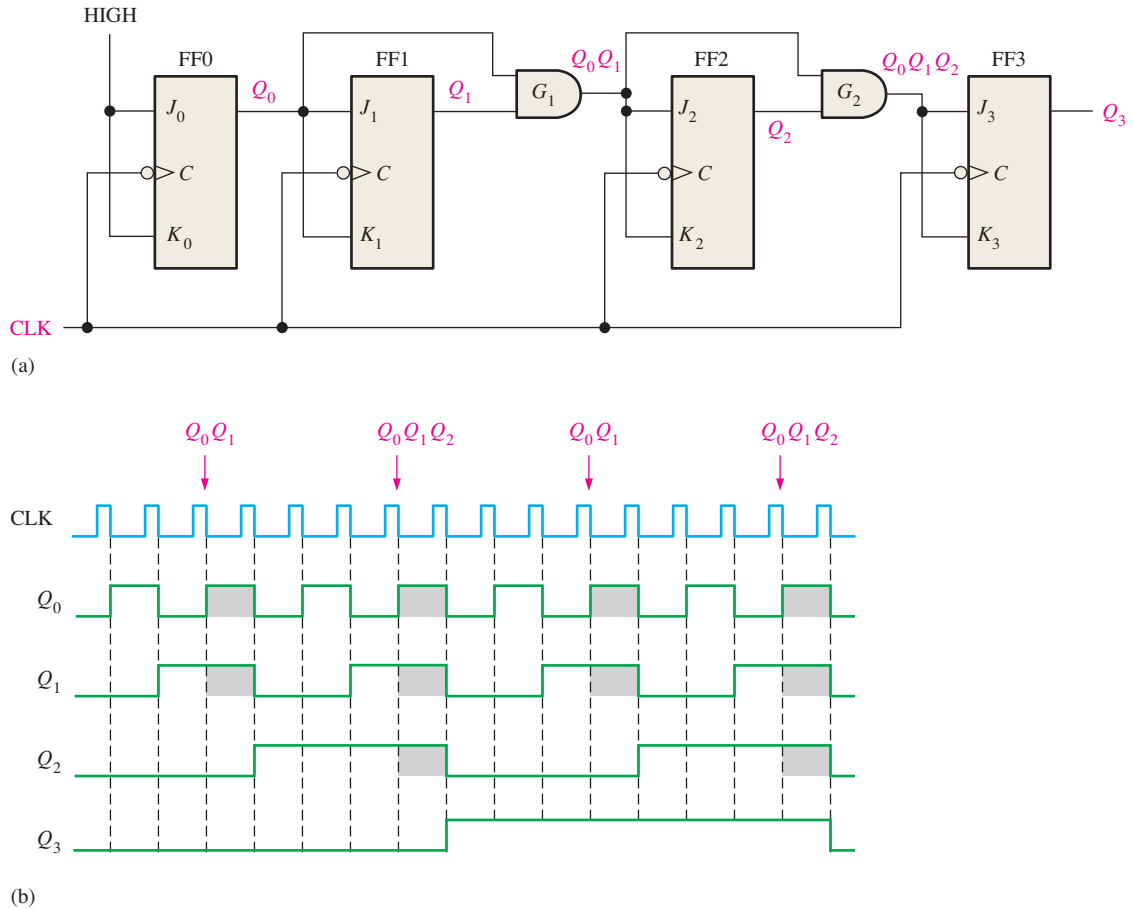 HIGH
FF0
FF1
FF2
FF3
Q0
Q1
Q0Q1
Q2
Q0Q1Q2
Q3
G1
G2
J0
J1
J2
J3
C
C
C
C
K0
K1
K2
K3
CLK
(a)
Q0Q1
Q0Q1Q2
Q0Q1
Q0Q1Q2
CLK
Q0
Q1
Q2
Q3
(b)